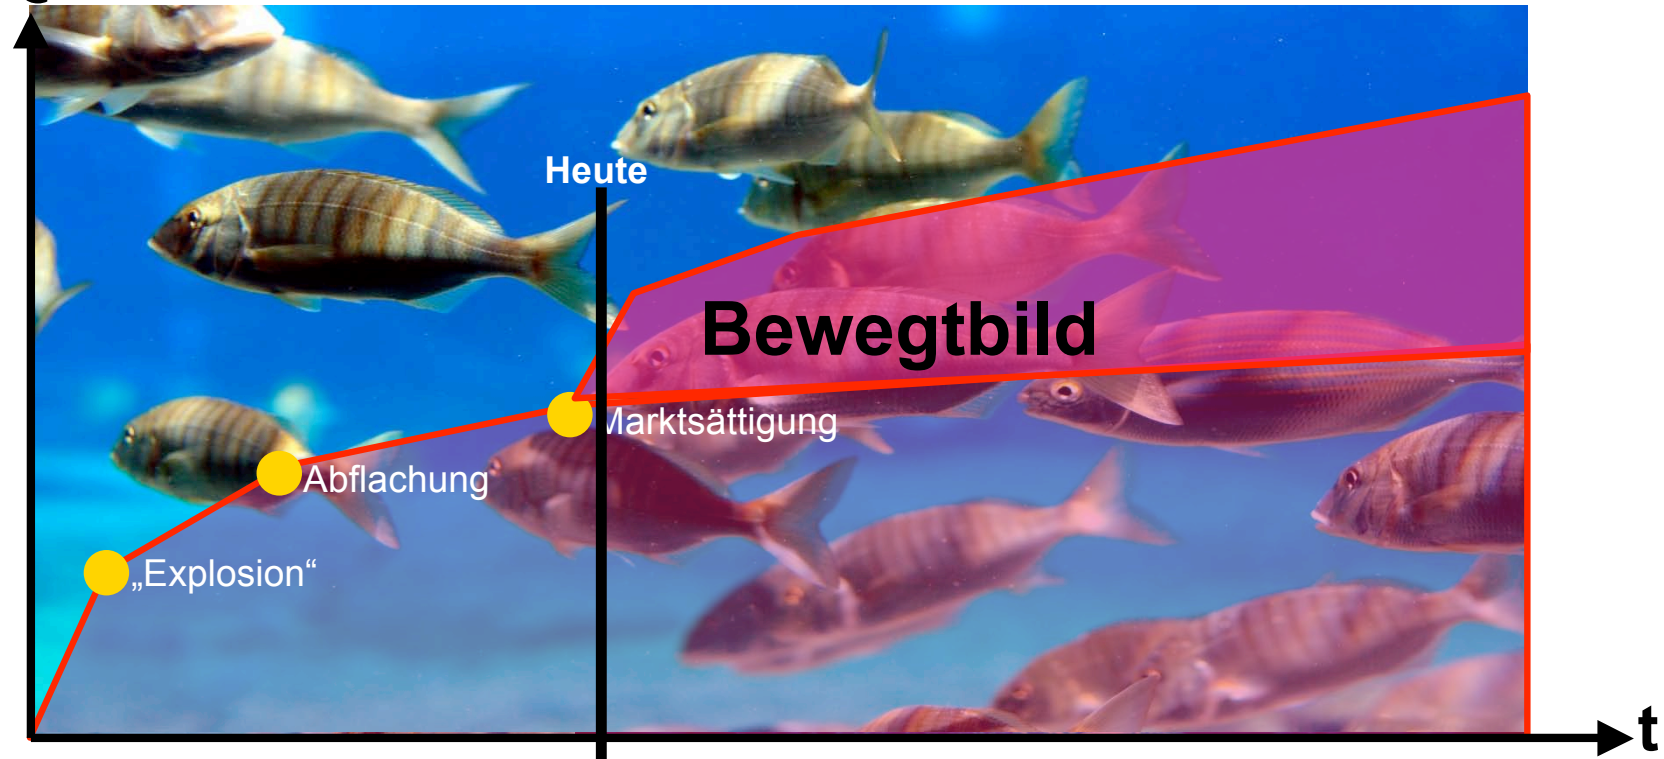 Heute
Bewegtbild
Marktsättigung
Abflachung
„Explosion“
t